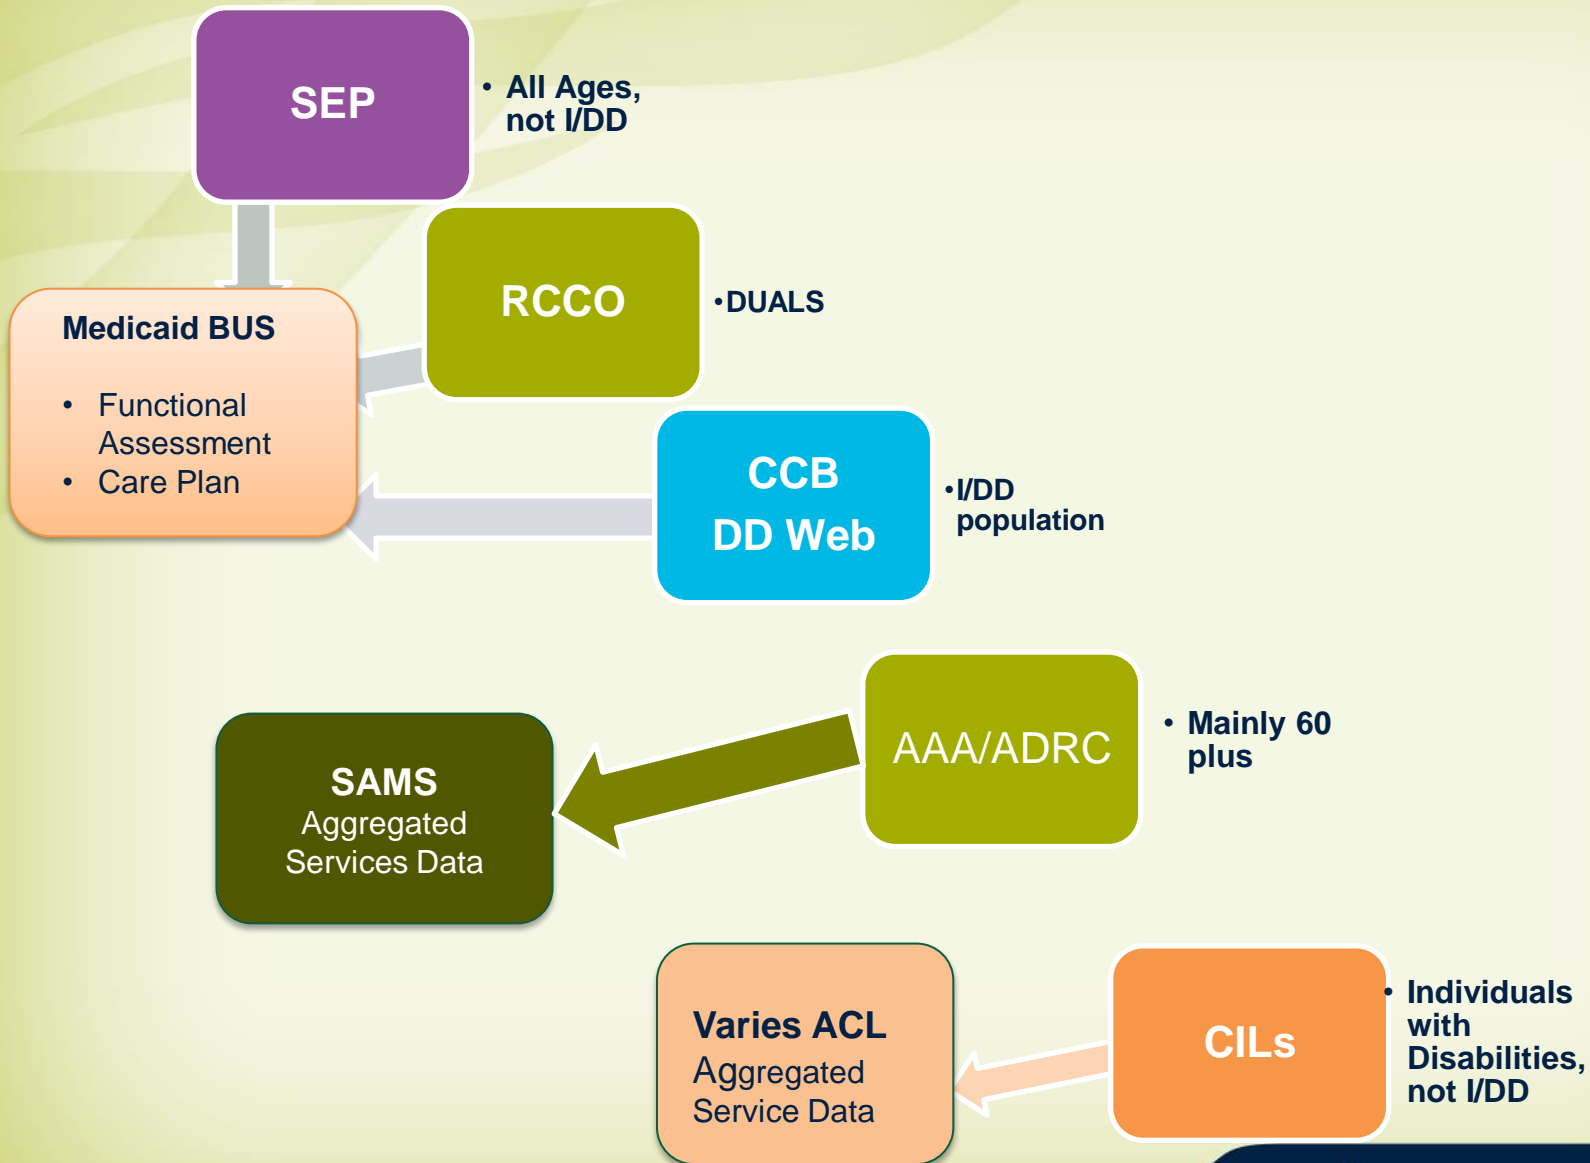 SEP
• All Ages,
not I/DD
RCCO
•DUALS
Medicaid BUS
• Functional
Assessment
• Care Plan
CCB
DD Web
•I/DD
population
AAA/ADRC
• Mainly 60
plus
SAMS
Aggregated
Services Data
Varies ACL
Aggregated
Service Data
CILs
• Individuals
with
Disabilities,
not I/DD